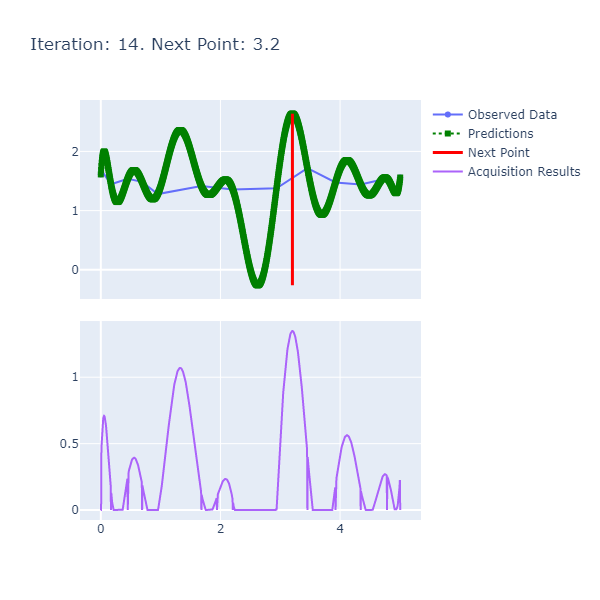 Iteration: 14. Next Point: 3.2
Observed Data
Predictions
Next Point
Acquisition Results
2
1
0
1
0.5
0
0
2
4